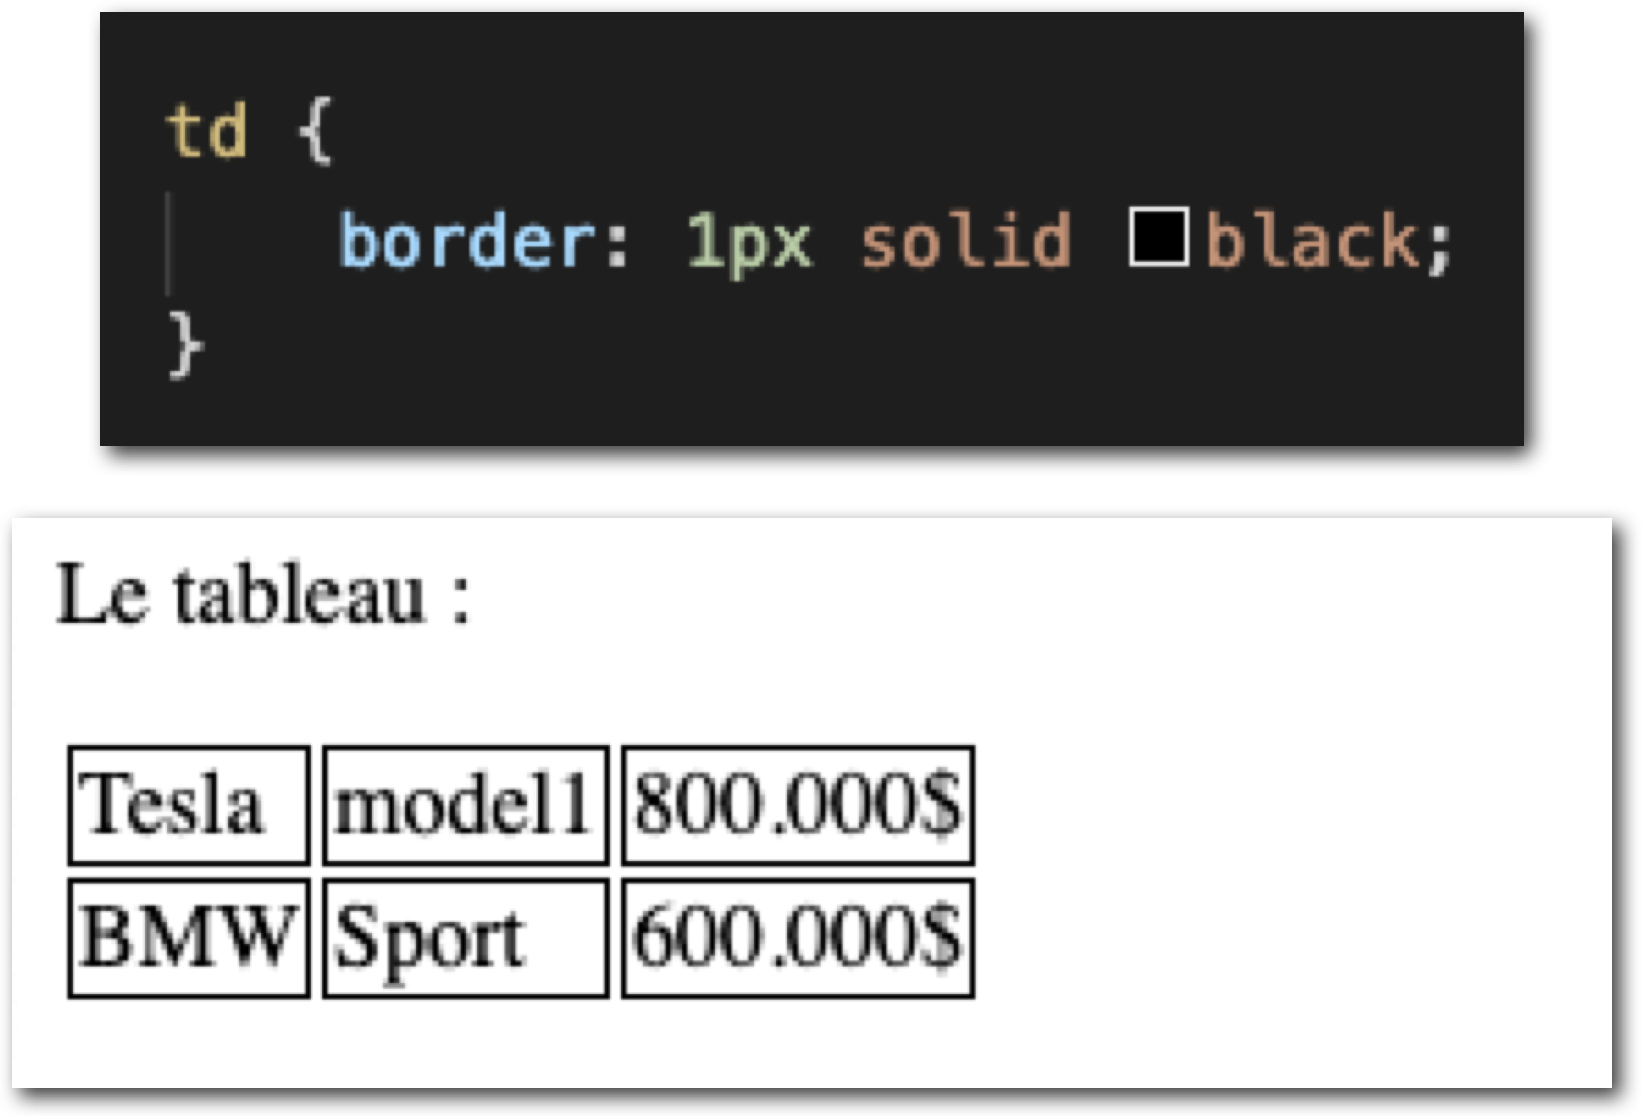 td {
border: 1px solid black;
}
Le tableau :
Tesla model1 800.000$
BMW Sport 600.000$